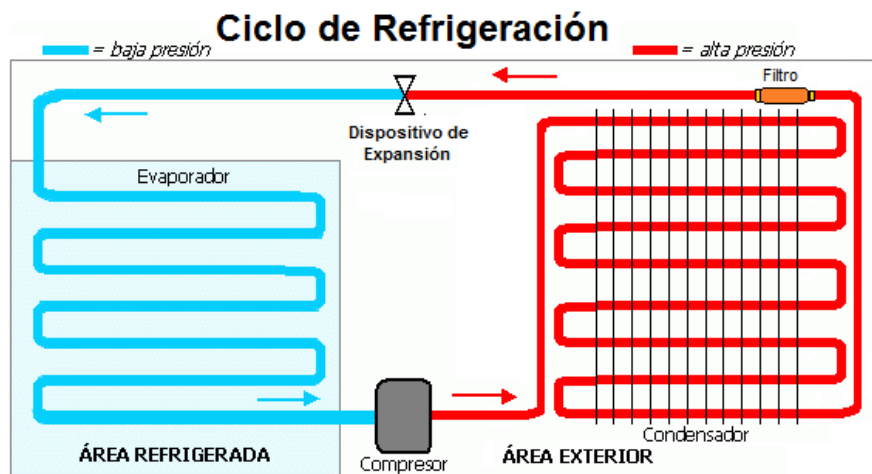 Ciclo de Refrigeración
= baja presión
= alta presión
Filtro
Dispositivo de
Expansión
Evaporador
Condensador
ÁREA REFRIGERADA
Compresor
ÁREA EXTERIOR